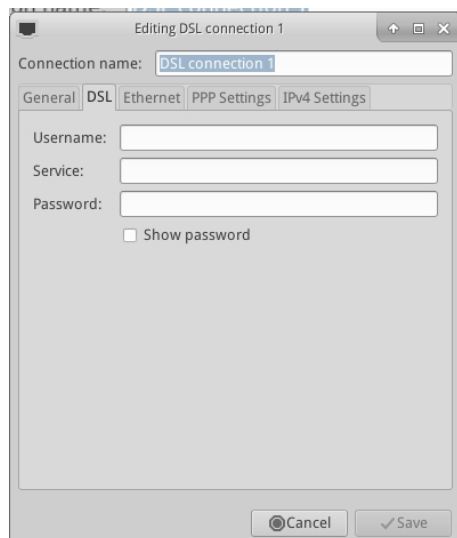 Editing DSL connection 1
Connection name: DSL connection 1
General DSL Ethernet PPP Settings IPv4 Settings
Username:
Service:
Password:
Show password
Cancel Save